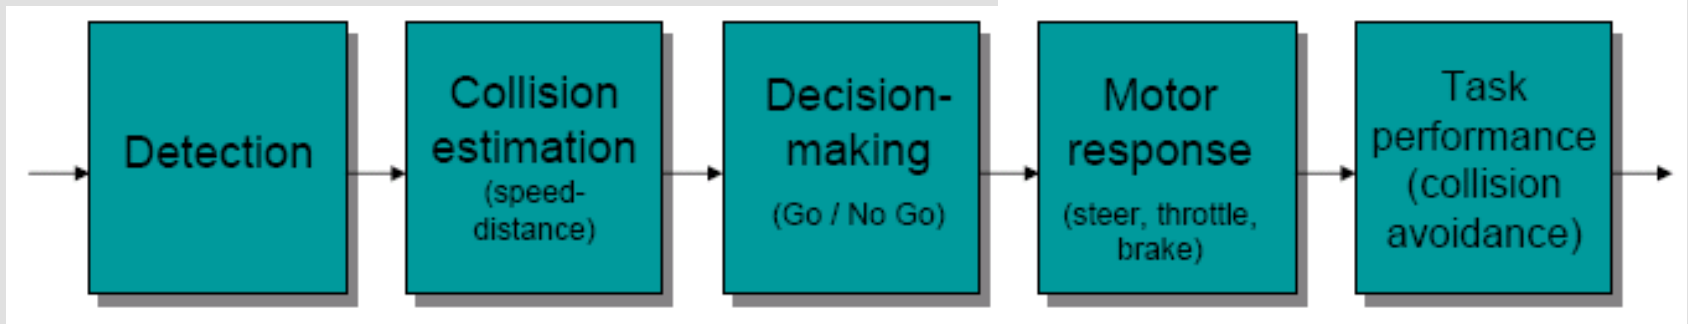 Detection
Collision
estimation
(speed-
distance)
Decision-
making
(Go / No Go)
Motor
response
(steer, throttle,
brake)
Task
performance
(collision
avoidance)